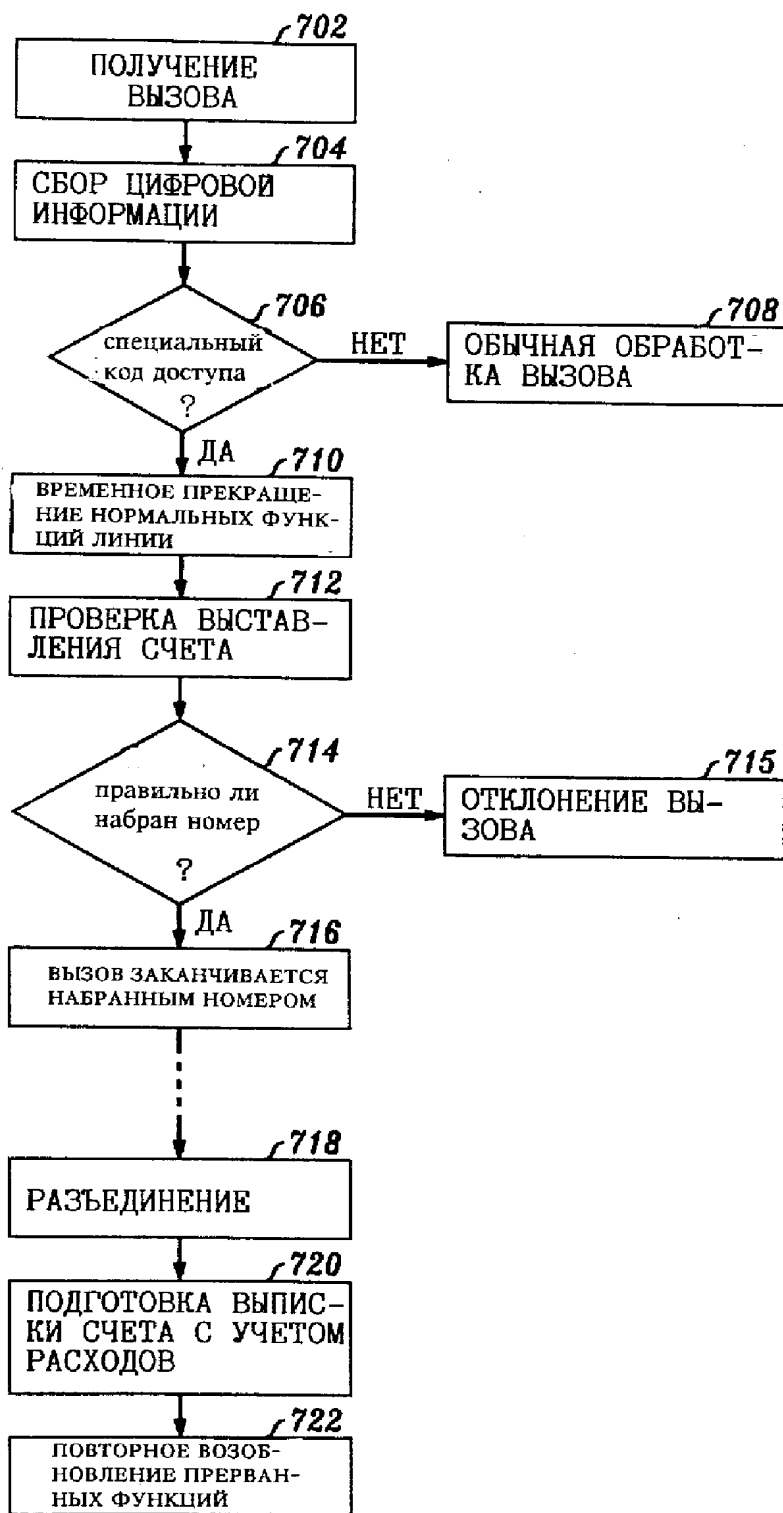 702
ПОЛУЧЕНИЕ
ВЫЗОВА
704
СБОР ЦИФРОВОЙ
ИНФОРМАЦИИ
706
специальный
код доступа
?
НЕТ
708
ОБЫЧНАЯ ОБРАБОТ-
КА ВЫЗОВА
ДА
710
ВРЕМЕННОЕ ПРЕКРАЩЕ-
НИЕ НОРМАЛЬНЫХ ФУНК-
ЦИЙ ЛИНИИ
712
ПРОВЕРКА ВЫСТАВ-
ЛЕНИЯ СЧЕТА
714
правильно ли
набран номер
?
НЕТ
715
ОТКЛОНЕНИЕ ВЫ-
ЗОВА
ДА
716
ВЫЗОВ ЗАКАНЧИВАЕТСЯ
НАБРАННЫМ НОМЕРОМ
718
РАЗЪЕДИНЕНИЕ
720
ПОДГОТОВКА ВЫПИС-
КИ СЧЕТА С УЧЕТОМ
РАСХОДОВ
722
ПОВТОРНОЕ ВОЗОБ-
НОВЛЕНИЕ ПРЕРВАН-
НЫХ ФУНКЦИЙ